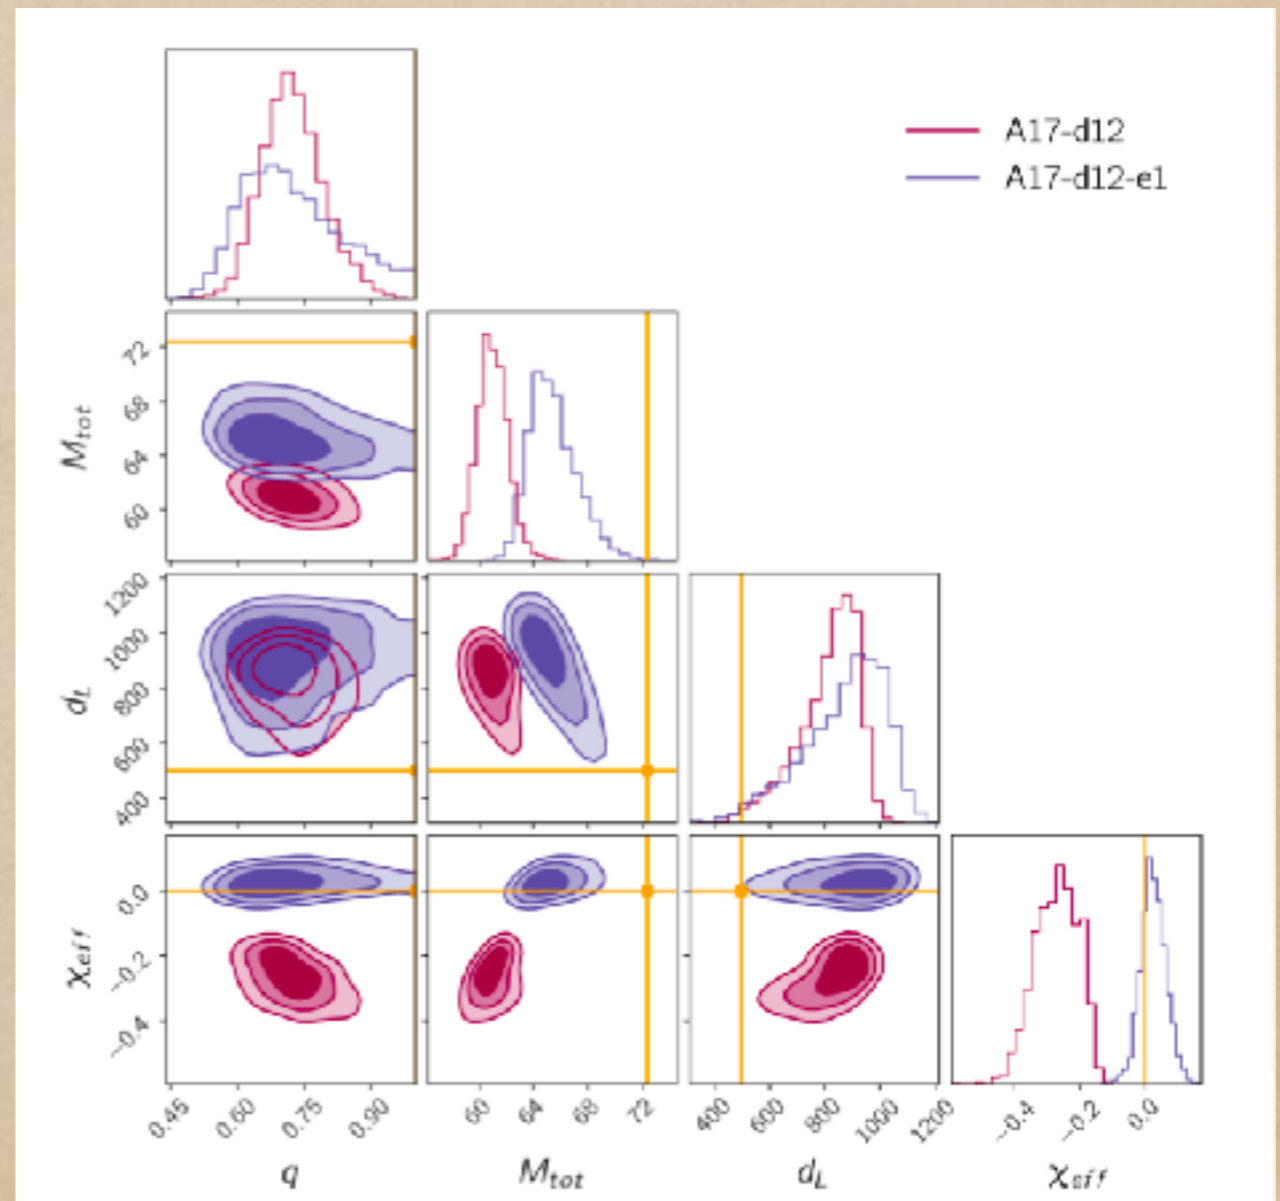 A17-d12
A17-d12-e1
M_tot
72
68
64
60
d_L
1200
1000
800
600
400
χ_eff
0.0
−0.2
−0.4
0.45 0.60 0.75 0.90
60 64 68 72
400 600 800 1000 1200
−0.4 −0.2 0.0
q
M_tot
d_L
χ_eff